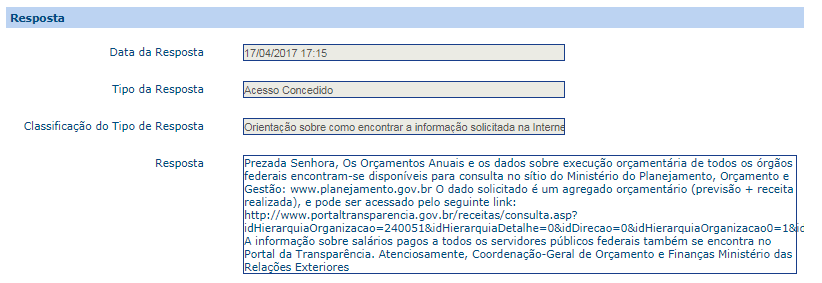 Resposta
Data da Resposta 17/04/2017 17:15
Tipo da Resposta Acesso Concedido
Classificação do Tipo de Resposta Orientação sobre como encontrar a informação solicitada na Interne
Resposta Prezada Senhora, Os Orçamentos Anuais e os dados sobre execução orçamentária de todos os órgãos
federais encontram-se disponíveis para consulta no sítio do Ministério do Planejamento, Orçamento e
Gestão: www.planejamento.gov.br O dado solicitado é um agregado orçamentário (previsão + receita
realizada), e pode ser acessado pelo seguinte link:
http://www.portaltransparencia.gov.br/receitas/consulta.asp?
idHierarquiaOrganizacao=240051&idHierarquiaDetalhe=0&idDirecao=0&idHierarquiaOrganizacao0=1&id
A informação sobre salários pagos a todos os servidores públicos federais também se encontra no
Portal da Transparência. Atenciosamente, Coordenação-Geral de Orçamento e Finanças Ministério das
Relações Exteriores